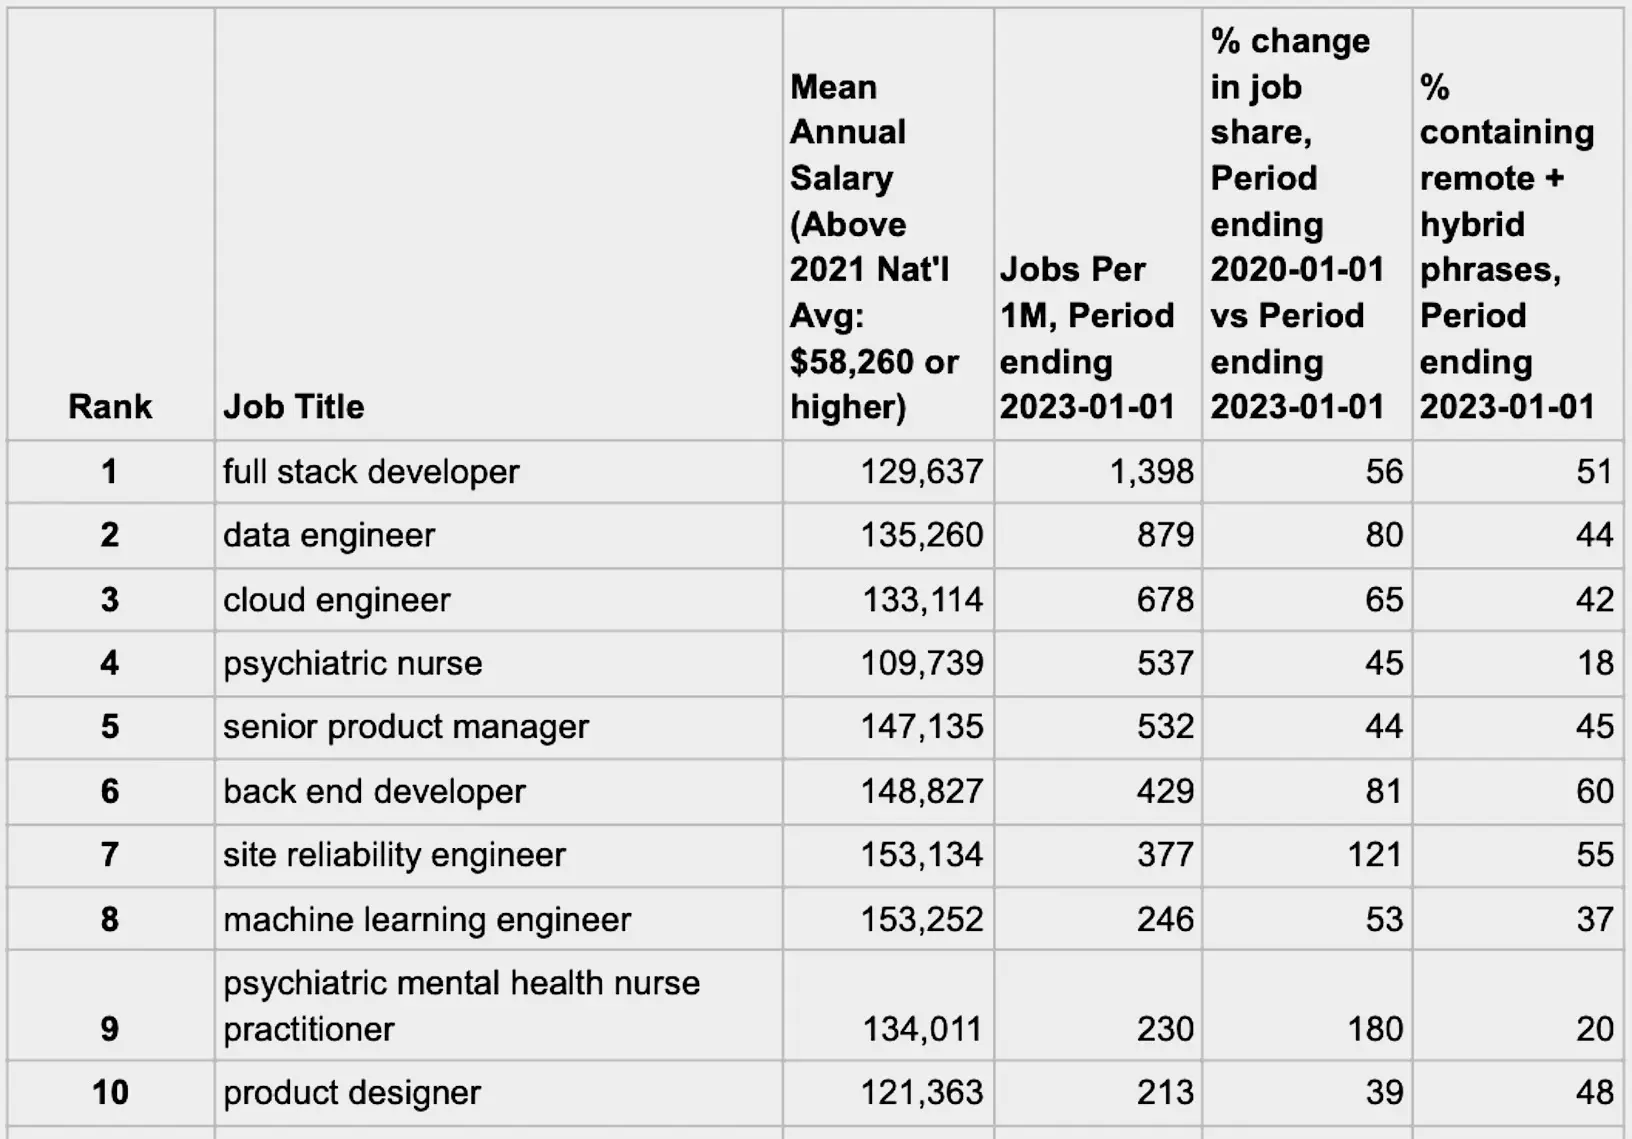 Rank
Job Title
Mean
Annual
Salary
(Above
2021 Nat'l
Avg:
$58,260 or
higher)
Jobs Per
1M, Period
ending
2023-01-01
% change
in job
share,
Period
ending
2020-01-01
vs Period
ending
2023-01-01
%
containing
remote +
hybrid
phrases,
Period
ending
2023-01-01
1 full stack developer 129,637 1,398 56 51
2 data engineer 135,260 879 80 44
3 cloud engineer 133,114 678 65 42
4 psychiatric nurse 109,739 537 45 18
5 senior product manager 147,135 532 44 45
6 back end developer 148,827 429 81 60
7 site reliability engineer 153,134 377 121 55
8 machine learning engineer 153,252 246 53 37
psychiatric mental health nurse
9 practitioner 134,011 230 180 20
10 product designer 121,363 213 39 48